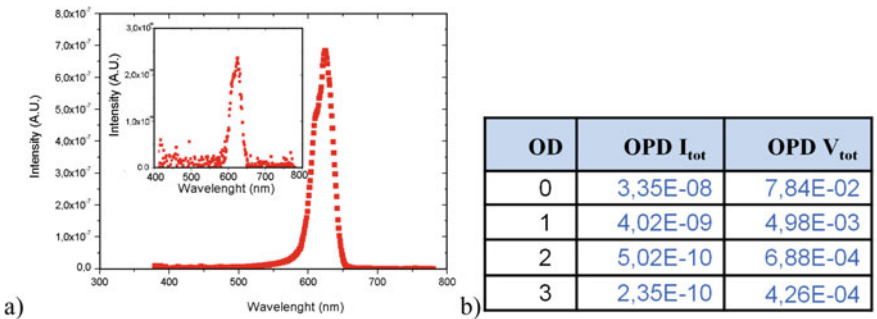 8,0x10⁻⁷
7,0x10⁻⁷
6,0x10⁻⁷
5,0x10⁻⁷
4,0x10⁻⁷
3,0x10⁻⁷
2,0x10⁻⁷
1,0x10⁻⁷
0,0
Intensity (A.U.)
300 400 500 600 700 800
Wavelenght (nm)
3,0x10
2,0x10
1,0x10
0,0
Intensity (A.U.)
400 500 600 700 800
Wavelenght (nm)
a)
b)
OD OPD Itot OPD Vtot
0 3,35E-08 7,84E-02
1 4,02E-09 4,98E-03
2 5,02E-10 6,88E-04
3 2,35E-10 4,26E-04